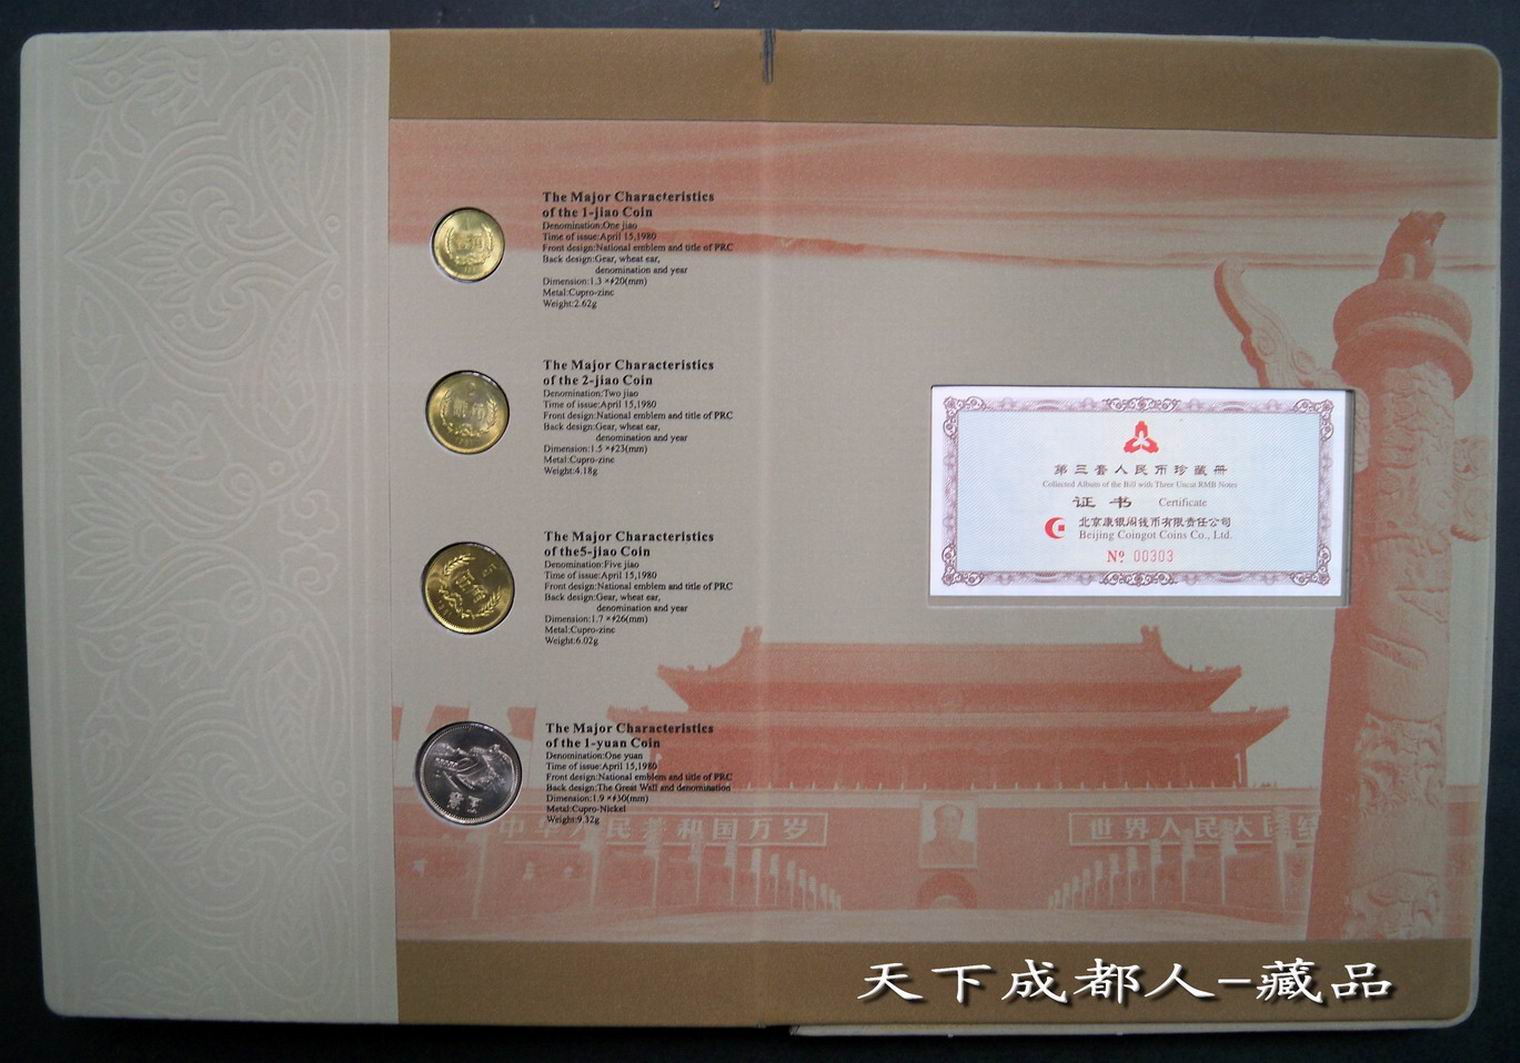 The Major Characteristics
of the 1-jiao Coin
Denomination:One jiao
Time of issue:April 15,1980
Front design:National emblem and title of PRC
Back design:Gear, wheat ear,
denomination and year
Dimension:1.3 ×ϕ20(mm)
Metal:Cupro-zinc
Weight:2.62g
The Major Characteristics
of the 2-jiao Coin
Denomination:Two jiao
Time of issue:April 15,1980
Front design:National emblem and title of PRC
Back design:Gear, wheat ear,
denomination and year
Dimension:1.5 ×ϕ23(mm)
Metal:Cupro-zinc
Weight:4.18g
The Major Characteristics
of the5-jiao Coin
Denomination:Five jiao
Time of issue:April 15,1980
Front design:National emblem and title of PRC
Back design:Gear, wheat ear,
denomination and year
Dimension:1.7 ×ϕ26(mm)
Metal:Cupro-zinc
Weight:6.02g
The Major Characteristics
of the 1-yuan Coin
Denomination:One yuan
Time of issue:April 15,1980
Front design:National emblem and title of PRC
Back design:The Great Wall and denomination
Dimension:1.9 ×ϕ30(mm)
Metal:Cupro-Nickel
Weight:9.32g
壹圆
第三套人民币珍藏册
Collected Album of the Bill with Three Uncut RMB Notes
证书 Certificate
北京康银阁钱币有限责任公司
Beijing Coingot Coins Co., Ltd.
№ 00303
中华人民共和国万岁
世界人民大团结
天下成都人-藏品